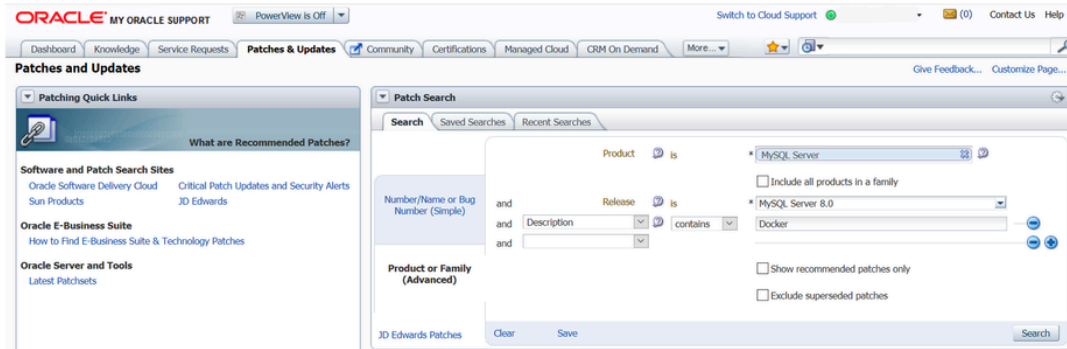 ORACLE MY ORACLE SUPPORT PowerView is Off Switch to Cloud Support (0) Contact Us Help
Dashboard Knowledge Service Requests Patches & Updates Community Certifications Managed Cloud CRM On Demand More...
Patches and Updates Give Feedback... Customize Page...
Patching Quick Links
What are Recommended Patches?
Software and Patch Search Sites
Oracle Software Delivery Cloud Critical Patch Updates and Security Alerts
Sun Products JD Edwards
Oracle E-Business Suite
How to Find E-Business Suite & Technology Patches
Oracle Server and Tools
Latest Patchsets
Patch Search
Search Saved Searches Recent Searches
Number/Name or Bug
Number (Simple)
Product or Family
(Advanced)
JD Edwards Patches
Product is * MySQL Server
Include all products in a family
and Release is * MySQL Server 8.0
and Description contains Docker
and
Show recommended patches only
Exclude superseded patches
Clear Save Search